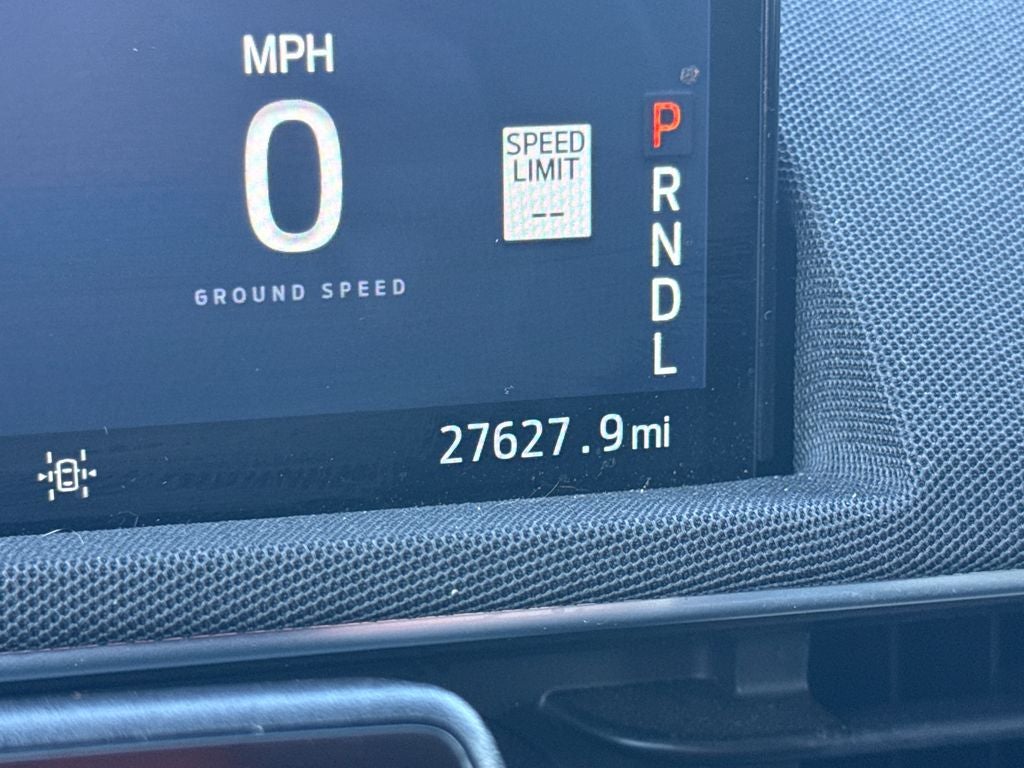 MPH
0
GROUND SPEED
SPEED
LIMIT
--
P
R
N
D
L
27627.9mi